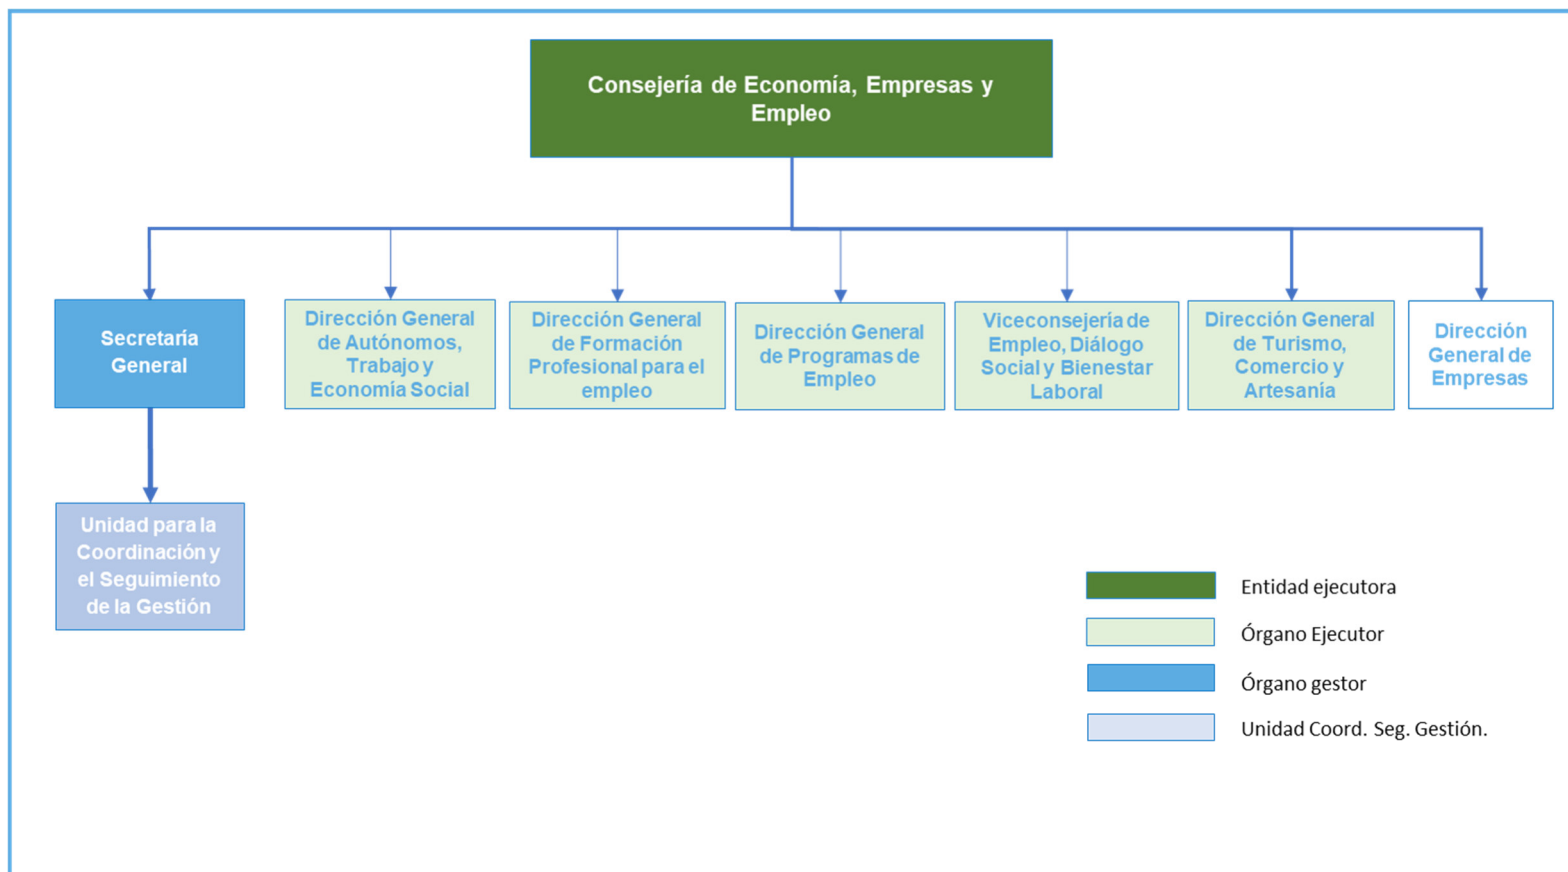 Consejería de Economía, Empresas y
Empleo
Secretaría
General
Dirección General
de Autónomos,
Trabajo y
Economía Social
Dirección General
de Formación
Profesional para el
empleo
Dirección General
de Programas de
Empleo
Viceconsejería de
Empleo, Diálogo
Social y Bienestar
Laboral
Dirección General
de Turismo,
Comercio y
Artesanía
Dirección
General de
Empresas
Unidad para la
Coordinación y
el Seguimiento
de la Gestión
Entidad ejecutora
Órgano Ejecutor
Órgano gestor
Unidad Coord. Seg. Gestión.